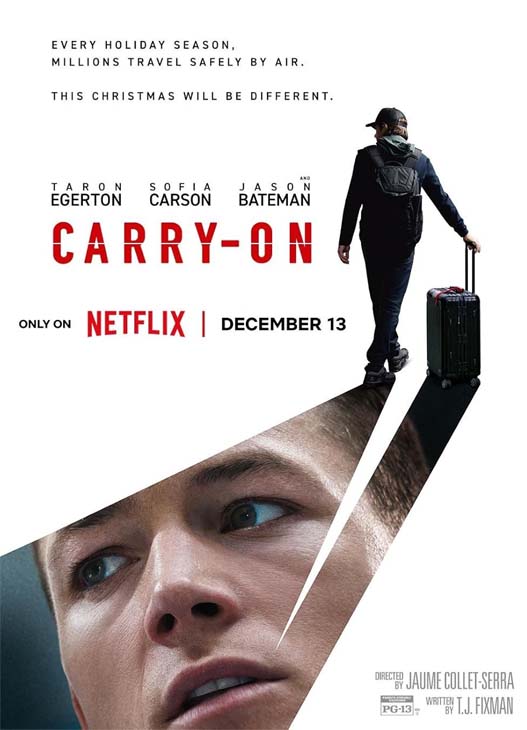 EVERY HOLIDAY SEASON,
MILLIONS TRAVEL SAFELY BY AIR.
THIS CHRISTMAS WILL BE DIFFERENT.
TARON EGERTON SOFIA CARSON AND JASON BATEMAN
CARRY-ON
ONLY ON NETFLIX | DECEMBER 13
DIRECTED BY JAUME COLLET-SERRA
PG-13 WRITTEN BY T.J. FIXMAN